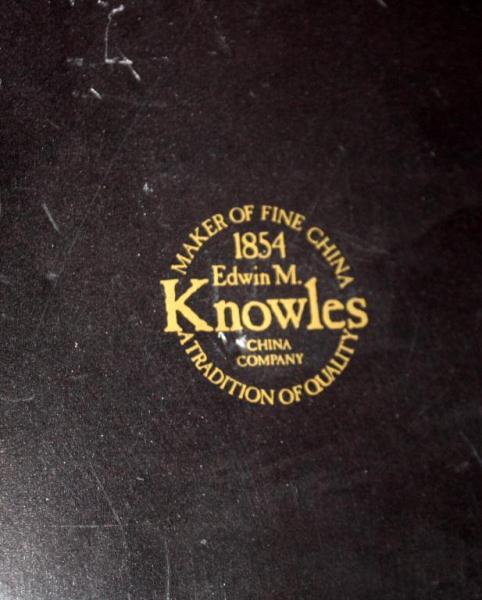 MAKER OF FINE CHINA
1854
Edwin M.
Knowles
CHINA
COMPANY
A TRADITION OF QUALITY